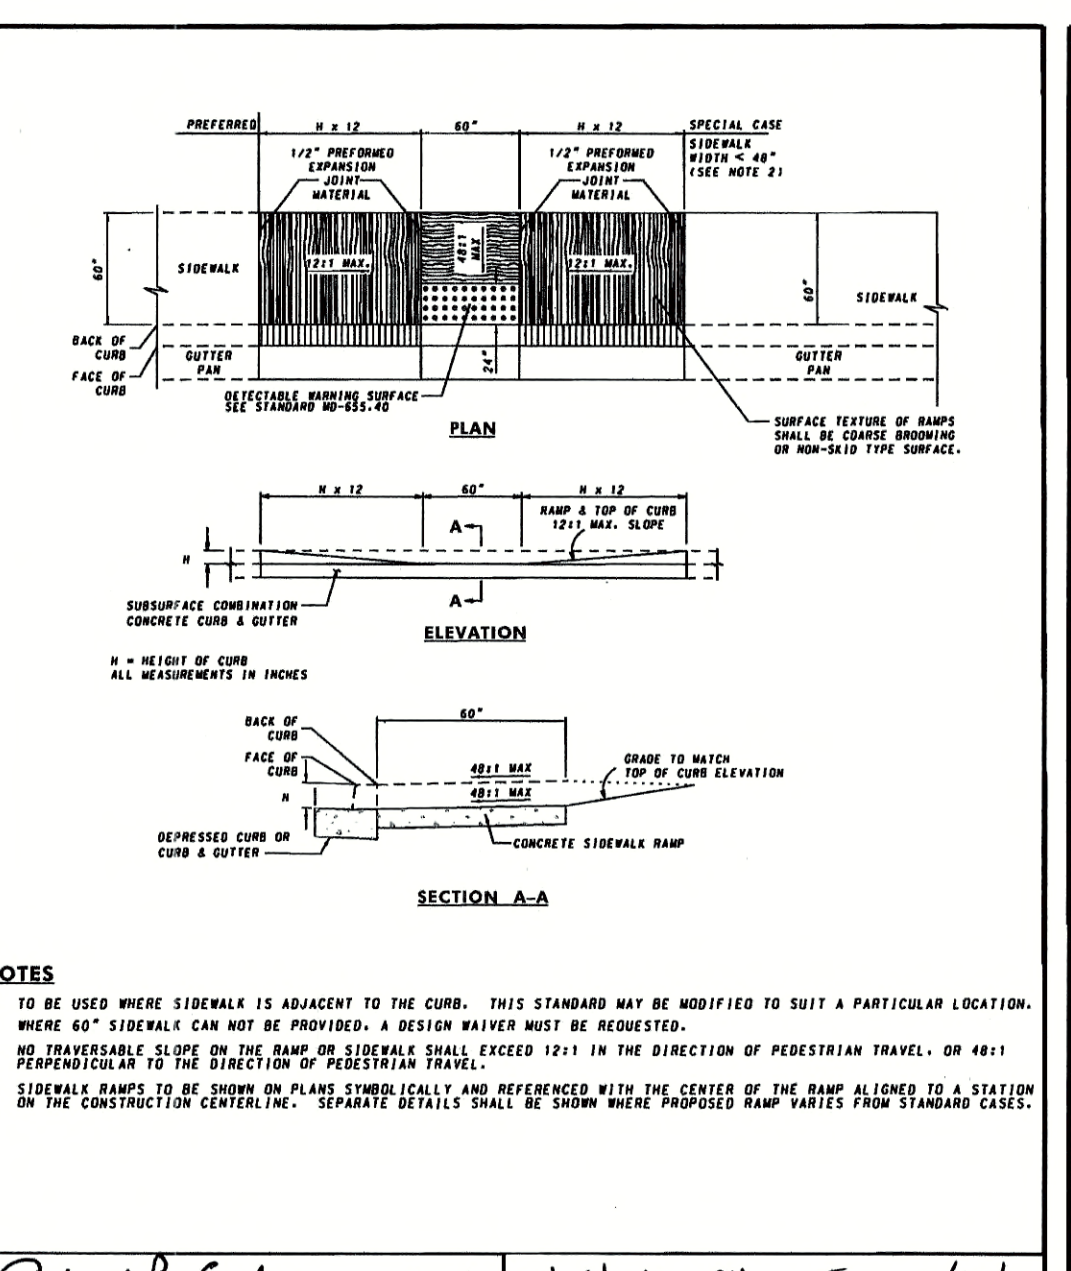 PREFERRED
H x 12
60"
H x 12
SPECIAL CASE
SIDEWALK
WIDTH < 48"
(SEE NOTE 2)
1/2" PREFORMED
EXPANSION
JOINT
MATERIAL
1/2" PREFORMED
EXPANSION
JOINT
MATERIAL
60"
SIDEWALK
12:1 MAX.
48:1
MAX
12:1 MAX.
60"
SIDEWALK
BACK OF
CURB
FACE OF
CURB
GUTTER
PAN
24"
GUTTER
PAN
DETECTABLE WARNING SURFACE
SEE STANDARD MD-655.40
PLAN
SURFACE TEXTURE OF RAMPS
SHALL BE COARSE BROOMING
OR NON-SKID TYPE SURFACE.
H x 12
60"
H x 12
RAMP & TOP OF CURB
12:1 MAX. SLOPE
A
H
A
SUBSURFACE COMBINATION
CONCRETE CURB & GUTTER
ELEVATION
H = HEIGHT OF CURB
ALL MEASUREMENTS IN INCHES
60"
BACK OF
CURB
FACE OF
CURB
48:1 MAX
48:1 MAX
GRADE TO MATCH
TOP OF CURB ELEVATION
H
DEPRESSED CURB OR
CURB & GUTTER
CONCRETE SIDEWALK RAMP
SECTION A-A
OTES
TO BE USED WHERE SIDEWALK IS ADJACENT TO THE CURB. THIS STANDARD MAY BE MODIFIED TO SUIT A PARTICULAR LOCATION.
WHERE 60" SIDEWALK CAN NOT BE PROVIDED. A DESIGN WAIVER MUST BE REQUESTED.
NO TRAVERSABLE SLOPE ON THE RAMP OR SIDEWALK SHALL EXCEED 12:1 IN THE DIRECTION OF PEDESTRIAN TRAVEL, OR 48:1
PERPENDICULAR TO THE DIRECTION OF PEDESTRIAN TRAVEL.
SIDEWALK RAMPS TO BE SHOWN ON PLANS SYMBOLICALLY AND REFERENCED WITH THE CENTER OF THE RAMP ALIGNED TO A STATION
ON THE CONSTRUCTION CENTERLINE. SEPARATE DETAILS SHALL BE SHOWN WHERE PROPOSED RAMP VARIES FROM STANDARD CASES.